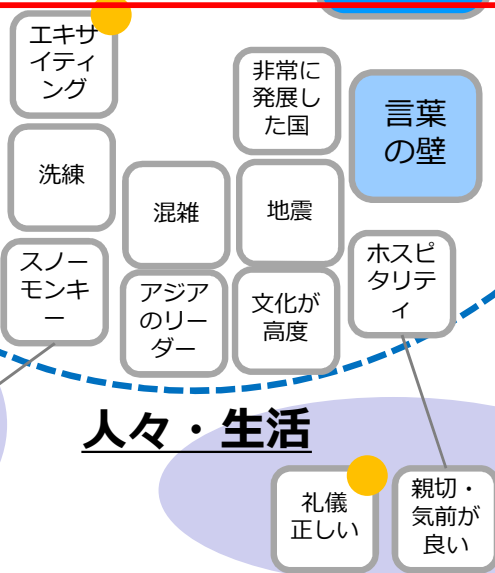 エキサ
イティ
ング
非常に
発展し
た国
言葉
の壁
洗練
混雑
地震
スノー
モンキ
ー
アジア
のリー
ダー
文化が
高度
ホスピ
タリテ
ィ
人々・生活
礼儀
正しい
親切・
気前が
良い